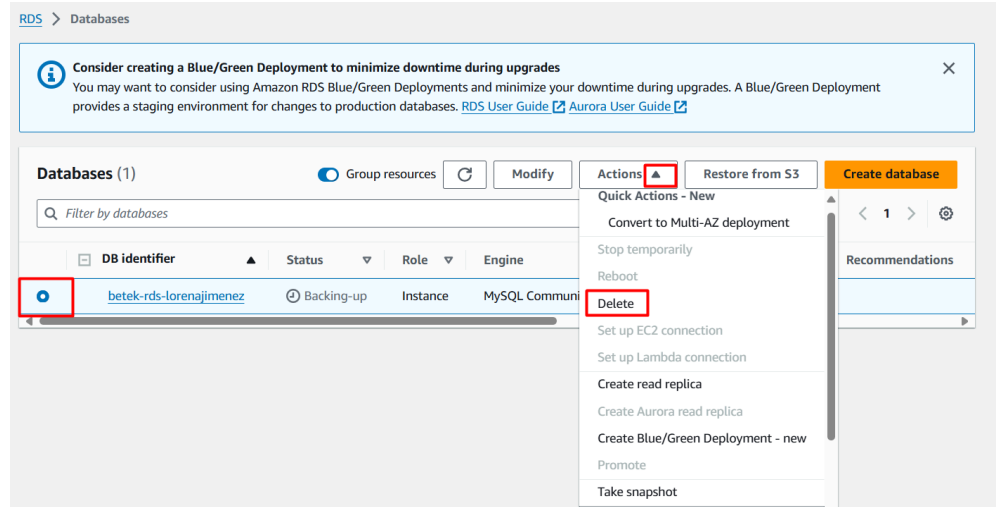 RDS > Databases
Consider creating a Blue/Green Deployment to minimize downtime during upgrades
You may want to consider using Amazon RDS Blue/Green Deployments and minimize your downtime during upgrades. A Blue/Green Deployment
provides a staging environment for changes to production databases. RDS User Guide Aurora User Guide
Databases (1)
Group resources
Modify
Actions
Restore from S3
Create database
Filter by databases
1
DB identifier
Status
Role
Engine
Recommendations
betek-rds-lorenajimenez
Backing-up
Instance
MySQL Communi
Quick Actions - New
Convert to Multi-AZ deployment
Stop temporarily
Reboot
Delete
Set up EC2 connection
Set up Lambda connection
Create read replica
Create Aurora read replica
Create Blue/Green Deployment - new
Promote
Take snapshot